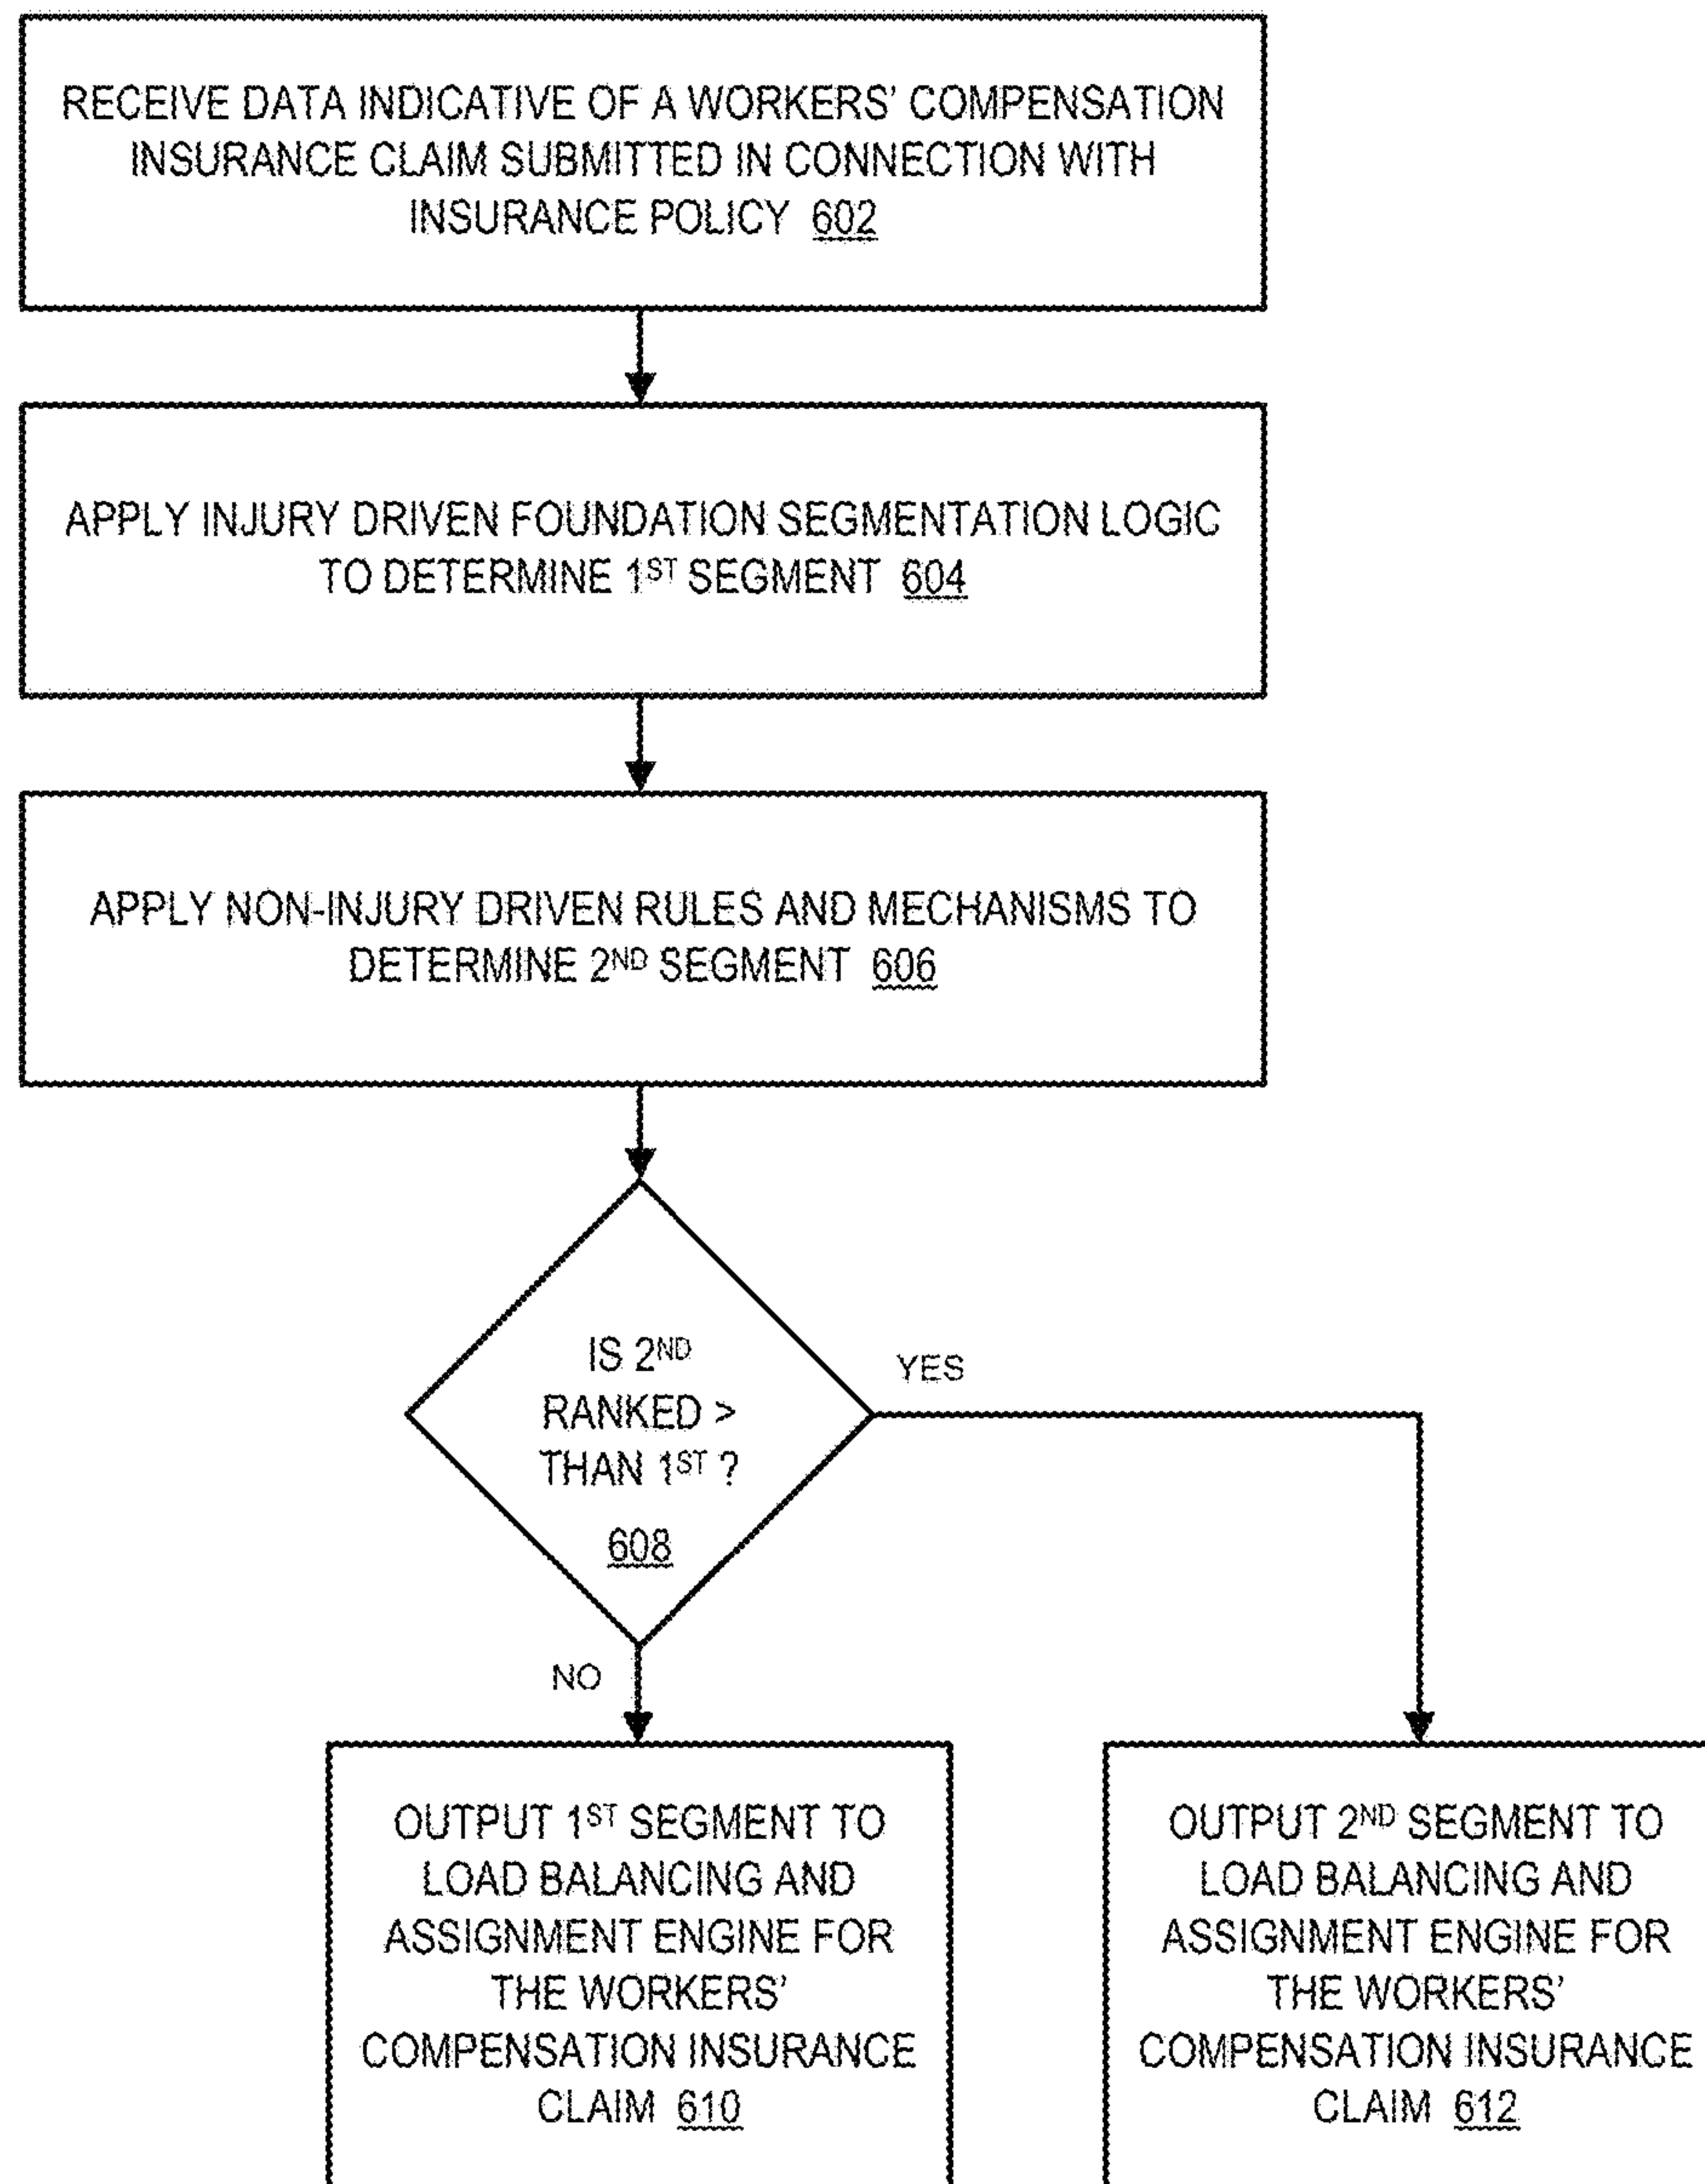 RECEIVE DATA INDICATIVE OF A WORKERS' COMPENSATION
INSURANCE CLAIM SUBMITTED IN CONNECTION WITH
INSURANCE POLICY 602
APPLY INJURY DRIVEN FOUNDATION SEGMENTATION LOGIC
TO DETERMINE 1ST SEGMENT 604
APPLY NON-INJURY DRIVEN RULES AND MECHANISMS TO
DETERMINE 2ND SEGMENT 606
IS 2ND
RANKED >
THAN 1ST ?
608
YES
NO
OUTPUT 1ST SEGMENT TO
LOAD BALANCING AND
ASSIGNMENT ENGINE FOR
THE WORKERS'
COMPENSATION INSURANCE
CLAIM 610
OUTPUT 2ND SEGMENT TO
LOAD BALANCING AND
ASSIGNMENT ENGINE FOR
THE WORKERS'
COMPENSATION INSURANCE
CLAIM 612